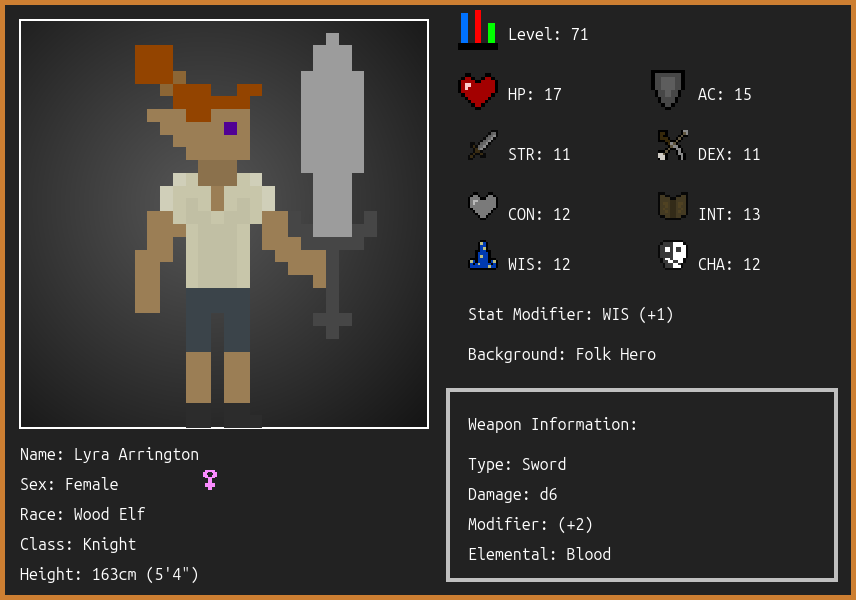 Level: 71
HP: 17
AC: 15
STR: 11
DEX: 11
CON: 12
INT: 13
WIS: 12
CHA: 12
Stat Modifier: WIS (+1)
Background: Folk Hero
Weapon Information:
Type: Sword
Damage: d6
Modifier: (+2)
Elemental: Blood
Name: Lyra Arrington
Sex: Female
Race: Wood Elf
Class: Knight
Height: 163cm (5'4")